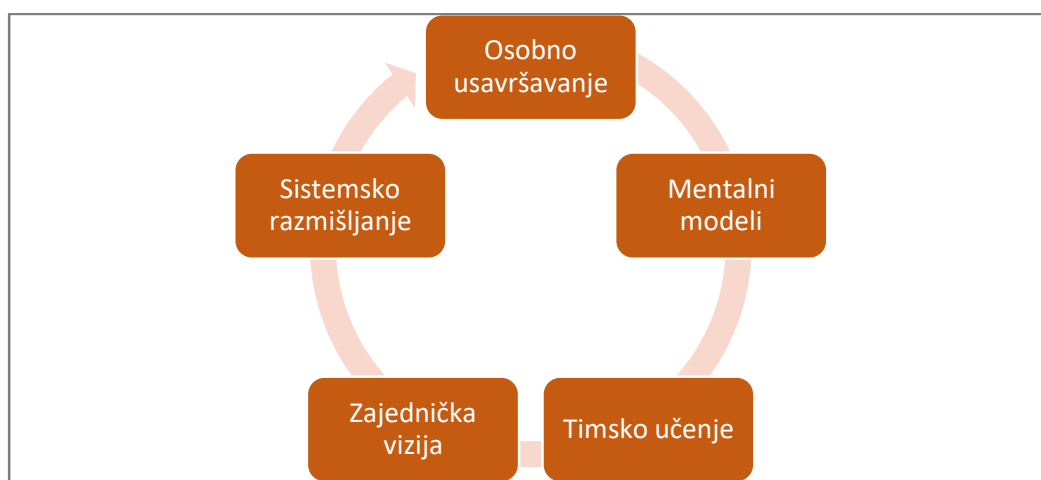 Osobno
usavršavanje
Mentalni
modeli
Timsko učenje
Zajednička
vizija
Sistemsko
razmišljanje